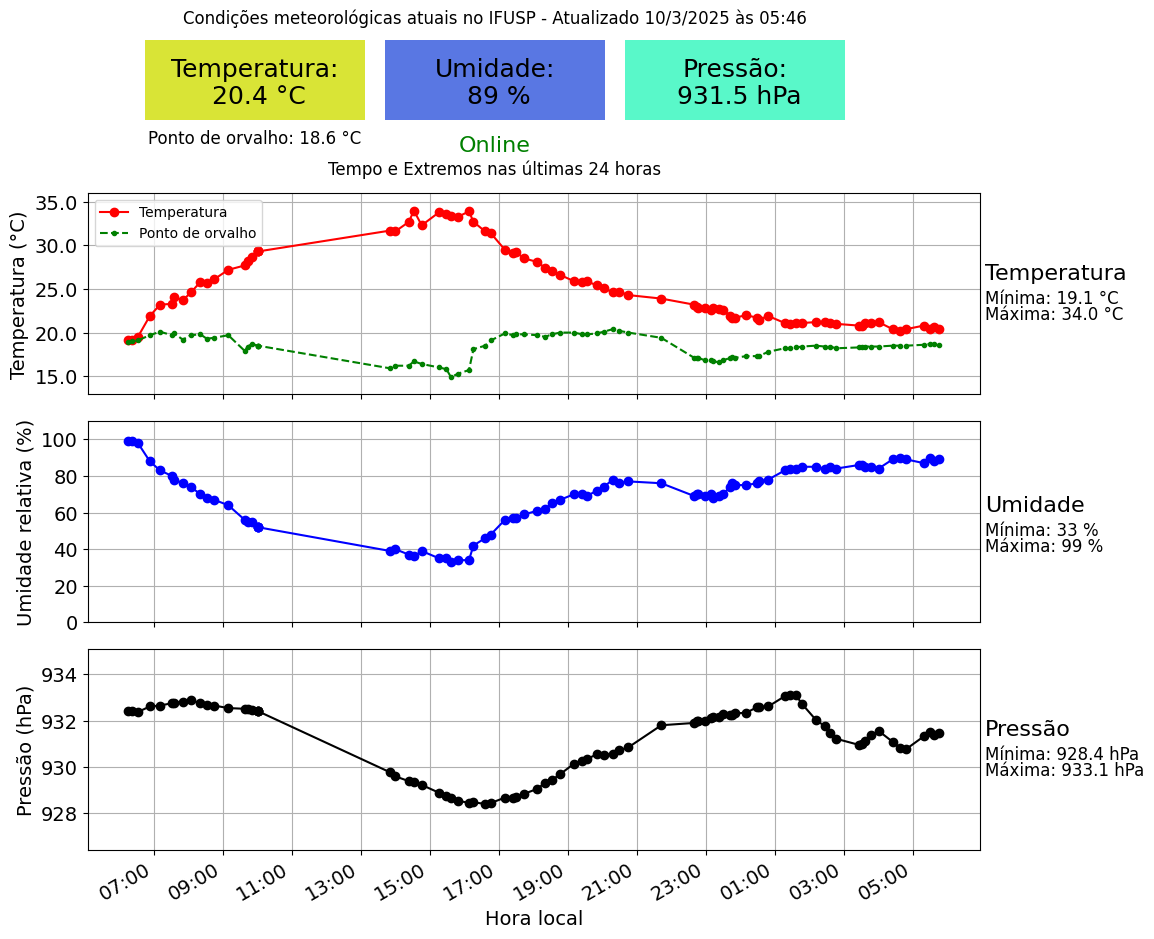 Condições meteorológicas atuais no IFUSP - Atualizado 10/3/2025 às 05:46
Temperatura:
20.4 °C
Umidade:
89 %
Pressão:
931.5 hPa
Ponto de orvalho: 18.6 °C
Online
Tempo e Extremos nas últimas 24 horas
Temperatura (°C)
35.0
30.0
25.0
20.0
15.0
Temperatura
Ponto de orvalho
Temperatura
Mínima: 19.1 °C
Máxima: 34.0 °C
Umidade relativa (%)
100
80
60
40
20
0
Umidade
Mínima: 33 %
Máxima: 99 %
Pressão (hPa)
934
932
930
928
Pressão
Mínima: 928.4 hPa
Máxima: 933.1 hPa
07:00
09:00
11:00
13:00
15:00
17:00
19:00
21:00
23:00
01:00
03:00
05:00
Hora local